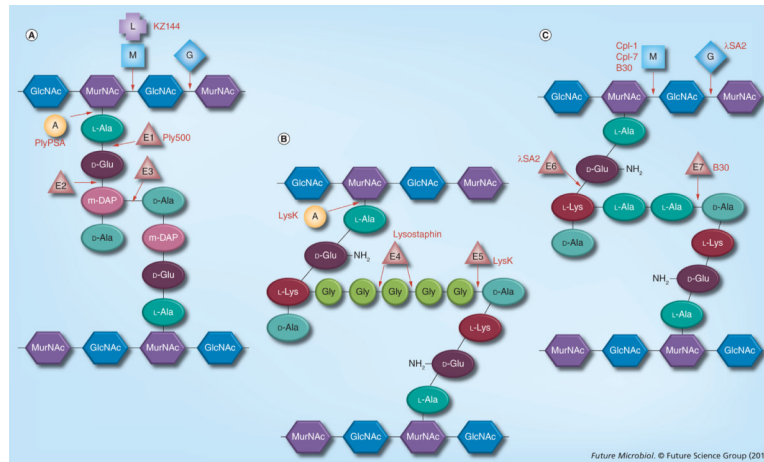 A
L KZ144
M G
GlcNAc MurNAc GlcNAc MurNAc
A
PlyPSA
L-Ala
E1 Ply500
D-Glu
E2 E3
m-DAP D-Ala
D-Ala m-DAP
D-Glu
L-Ala
MurNAc GlcNAc MurNAc GlcNAc
B
GlcNAc MurNAc GlcNAc MurNAc
LysK A
L-Ala
Lysostaphin
D-Glu NH2 E4 E5 LysK
L-Lys Gly Gly Gly Gly Gly D-Ala
D-Ala L-Lys
NH2 D-Glu
L-Ala
MurNAc GlcNAc MurNAc GlcNAc
C
Cpl-1
Cpl-7
B30
M G λSA2
GlcNAc MurNAc GlcNAc MurNAc
L-Ala
λSA2 E6 D-Glu NH2 E7 B30
L-Lys L-Ala L-Ala D-Ala
D-Ala L-Lys
NH2 D-Glu
L-Ala
MurNAc GlcNAc MurNAc GlcNAc
Future Microbiol. © Future Science Group (201